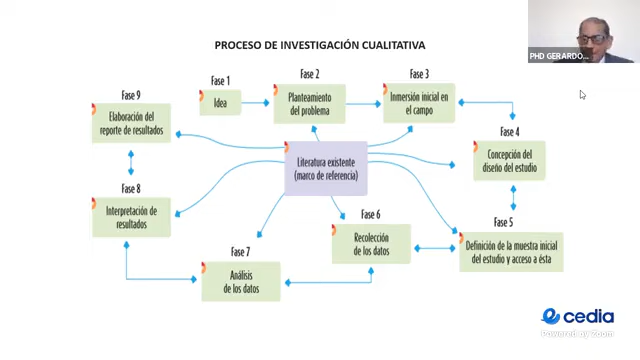 PROCESO DE INVESTIGACIÓN CUALITATIVA
PHD GERARDO...
Fase 1
Idea
Fase 2
Planteamiento
del problema
Fase 3
Inmersión inicial en
el campo
Fase 4
Concepción del
diseño del estudio
Fase 5
Definición de la muestra inicial
del estudio y acceso a ésta
Fase 6
Recolección
de los datos
Fase 7
Análisis
de los datos
Fase 8
Interpretación de
resultados
Fase 9
Elaboración del
reporte de resultados
Literatura existente
(marco de referencia)
cedia
Powered by Zoom